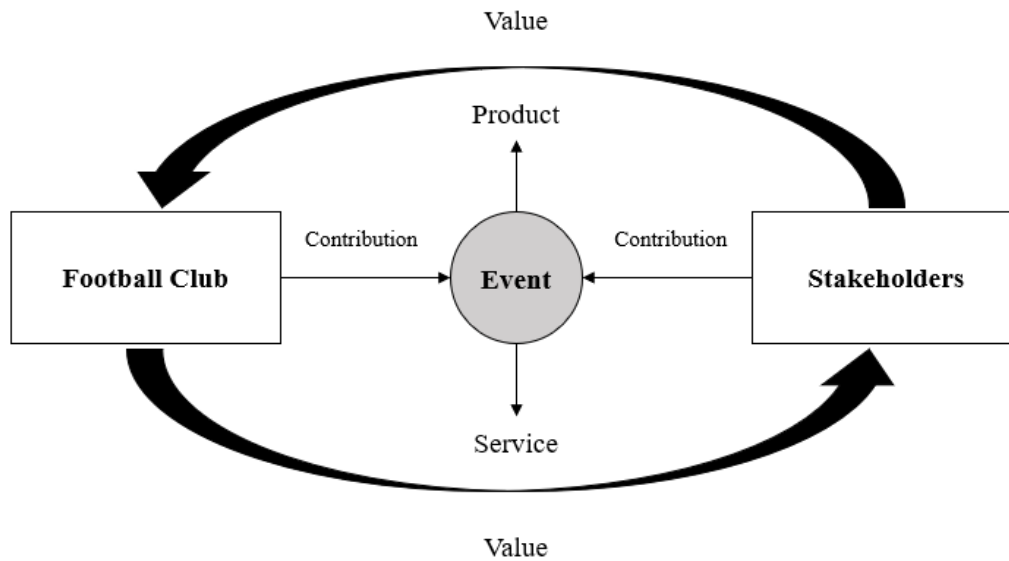 Value
Product
Contribution
Contribution
Football Club
Event
Stakeholders
Service
Value